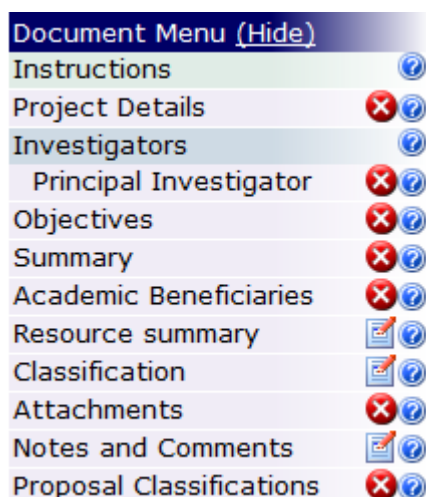 Document Menu (Hide)
Instructions
Project Details
Investigators
Principal Investigator
Objectives
Summary
Academic Beneficiaries
Resource summary
Classification
Attachments
Notes and Comments
Proposal Classifications